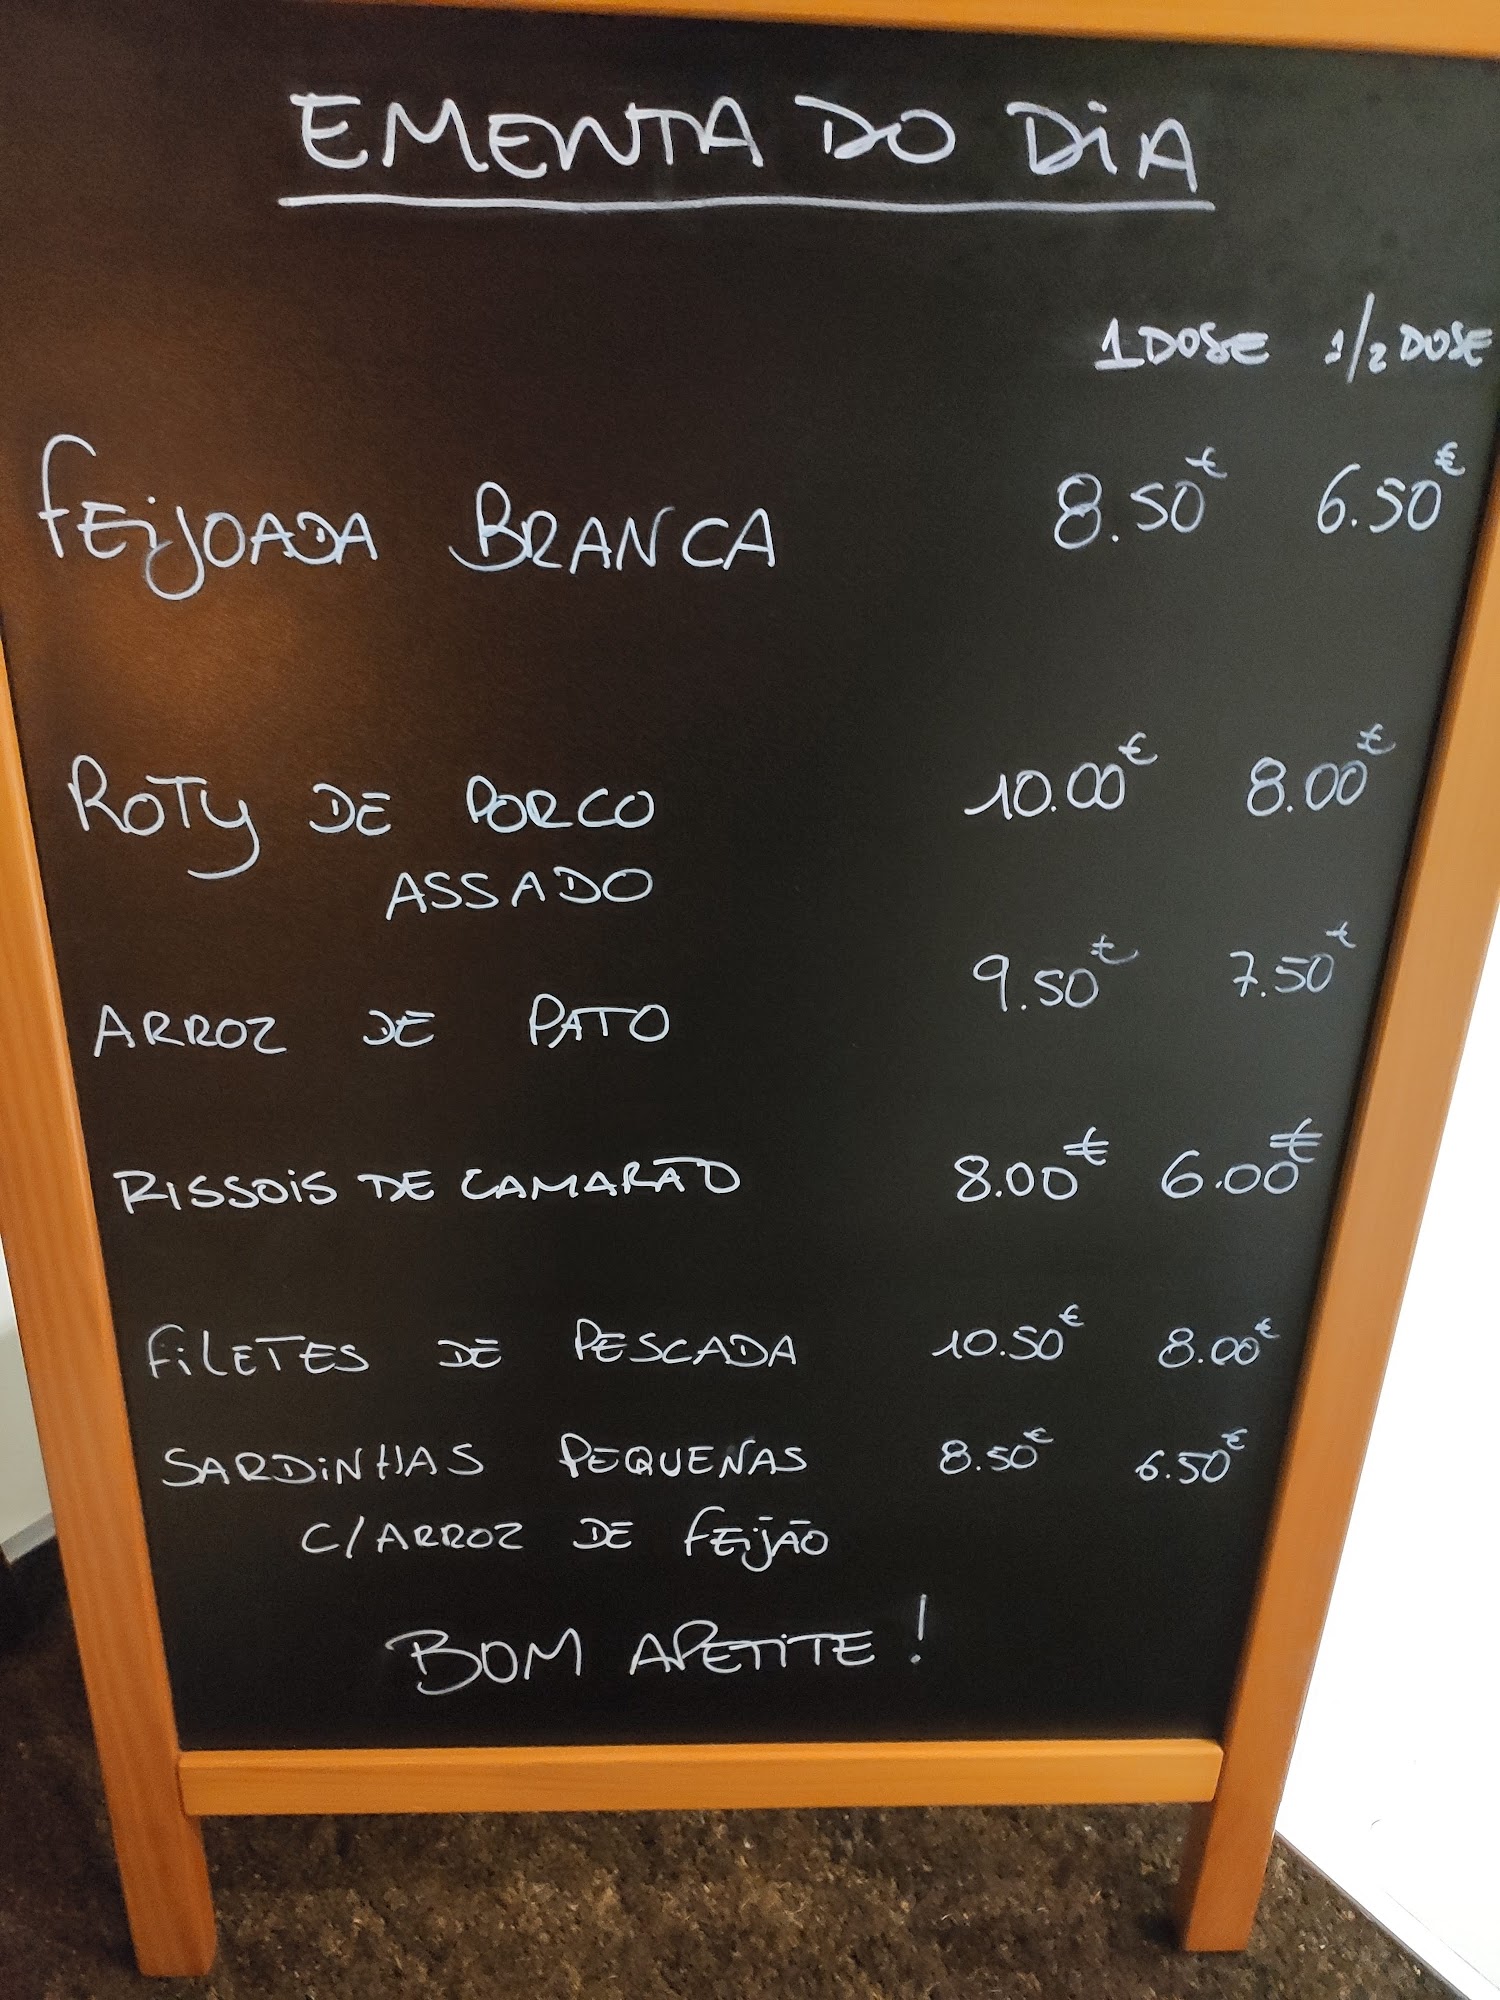 EMENTA DO DIA
1 DOSE 1/2 DOSE
FEIJOADA BRANCA 8.50€ 6.50€
ROTY DE PORCO 10.00€ 8.00€
ASSADO
ARROZ DE PATO 9.50€ 7.50€
RISSOIS DE CAMARÃO 8.00€ 6.00€
FILETES DE PESCADA 10.50€ 8.00€
SARDINHAS PEQUENAS 8.50€ 6.50€
C/ARROZ DE FEIJÃO
BOM APETITE!